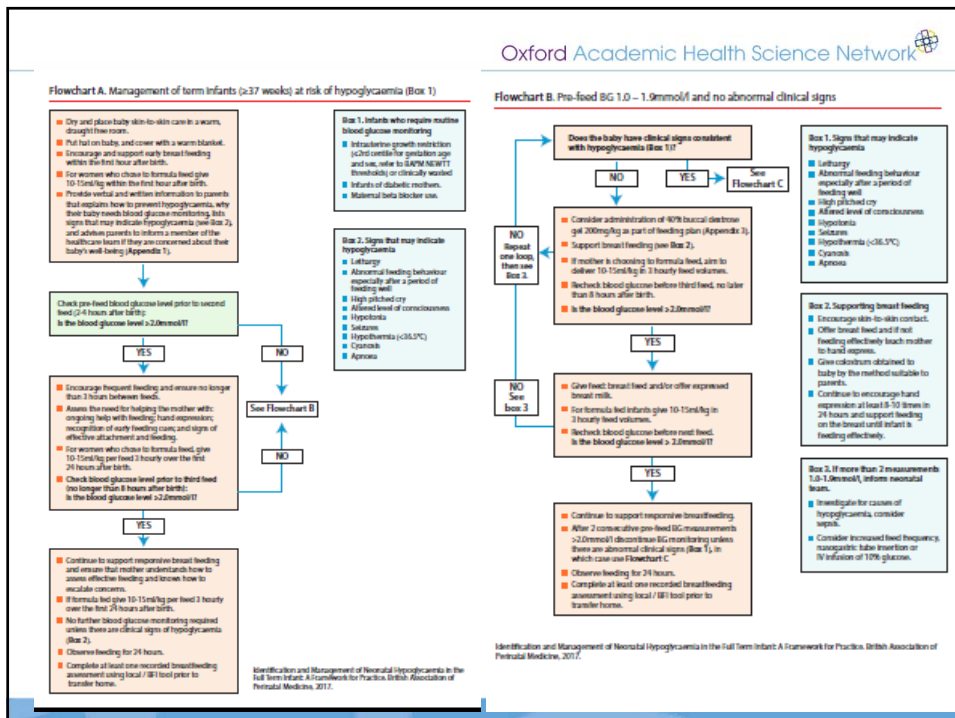 Oxford Academic Health Science Network
Flowchart A. Management of term infants (≥37 weeks) at risk of hypoglycaemia (Box 1)
Dry and place baby skin-to-skin care in a warm,
draught free room.
Put hat on baby, and cover with a warm blanket.
Encourage and support early breast feeding
within the first hour after birth.
For women who chose to formula feed give
10-15ml/kg within the first hour after birth.
Provide verbal and written information to parents
that explains how to prevent hypoglycaemia, why
their baby needs blood glucose monitoring, lists
signs that may indicate hypoglycaemia (see Box 2),
and advises parents to inform a member of the
healthcare team if they are concerned about their
baby's well-being (Appendix 1).
Check pre-feed blood glucose level prior to second
feed (2-4 hours after birth):
Is the blood glucose level ≥2.0mmol/l?
YES
NO
Encourage frequent feeding and ensure no longer
than 3 hours between feeds.
Assess the need for helping the mother with:
ongoing help with feeding; hand expression;
recognition of early feeding cues; and signs of
effective attachment and feeding.
For women who chose to formula feed, give
10-15ml/kg per feed 3 hourly over the first
24 hours after birth.
Check blood glucose level prior to third feed
(no longer than 8 hours after birth):
Is the blood glucose level ≥2.0mmol/l?
See Flowchart B
NO
YES
Continue to support responsive breast feeding
and ensure that mother understands how to
assess effective feeding and knows how to
escalate concerns.
If formula fed give 10-15ml/kg per feed 3 hourly
over the first 24 hours after birth.
No further blood glucose monitoring required
unless there are clinical signs of hypoglycaemia
(Box 2).
Observe feeding for 24 hours.
Complete at least one recorded breastfeeding
assessment using local / BFI tool prior to
transfer home.
Box 1. Infants who require routine
blood glucose monitoring
Intrauterine growth restriction
(≤2nd centile for gestation age
and sex, refer to BAPM NEWTT
thresholds) or clinically wasted
Infants of diabetic mothers.
Maternal beta blocker use.
Box 2. Signs that may indicate
hypoglycaemia
Lethargy
Abnormal feeding behaviour
especially after a period of
feeding well
High pitched cry
Altered level of consciousness
Hypotonia
Seizures
Hypothermia (<36.5°C)
Cyanosis
Apnoea
Identification and Management of Neonatal Hypoglycaemia in the
Full Term Infant: A Framework for Practice. British Association of
Perinatal Medicine, 2017.
Flowchart B. Pre-feed BG 1.0 – 1.9mmol/l and no abnormal clinical signs
Does the baby have clinical signs consistent
with hypoglycaemia (Box 1)?
NO
YES
See
Flowchart C
Consider administration of 40% buccal dextrose
gel 200mg/kg as part of feeding plan (Appendix 3).
Support breast feeding (see Box 2).
If mother is choosing to formula feed, aim to
deliver 10-15ml/kg in 3 hourly feed volumes.
Recheck blood glucose before third feed, no later
than 8 hours after birth.
Is the blood glucose level >2.0mmol/l?
NO
Repeat
one loop,
then see
Box 3.
YES
Give feed: breast feed and/or offer expressed
breast milk.
For formula fed infants give 10-15ml/kg in
3 hourly feed volumes.
Recheck blood glucose before next feed.
Is the blood glucose level > 2.0mmol/l?
NO
See
box 3
YES
Continue to support responsive breastfeeding.
After 2 consecutive pre-feed BG measurements
>2.0mmol/l discontinue BG monitoring unless
there are abnormal clinical signs (Box 1), in
which case use Flowchart C
Observe feeding for 24 hours.
Complete at least one recorded breastfeeding
assessment using local / BFI tool prior to
transfer home.
Box 1. Signs that may indicate
hypoglycaemia
Lethargy
Abnormal feeding behaviour
especially after a period of
feeding well
High pitched cry
Altered level of consciousness
Hypotonia
Seizures
Hypothermia (<36.5°C)
Cyanosis
Apnoea
Box 2. Supporting breast feeding
Encourage skin-to-skin contact.
Offer breast feed and if not
feeding effectively teach mother
to hand express.
Give colostrum obtained to
baby by the method suitable to
parents.
Continue to encourage hand
expression at least 8-10 times in
24 hours and support feeding
on the breast until infant is
feeding effectively.
Box 3. If more than 2 measurements
1.0-1.9mmol/l, inform neonatal
team.
Investigate for causes of
hypoglycaemia, consider
sepsis.
Consider increased feed frequency,
nasogastric tube insertion or
IV infusion of 10% glucose.
Identification and Management of Neonatal Hypoglycaemia in the Full Term Infant: A Framework for Practice. British Association of
Perinatal Medicine, 2017.